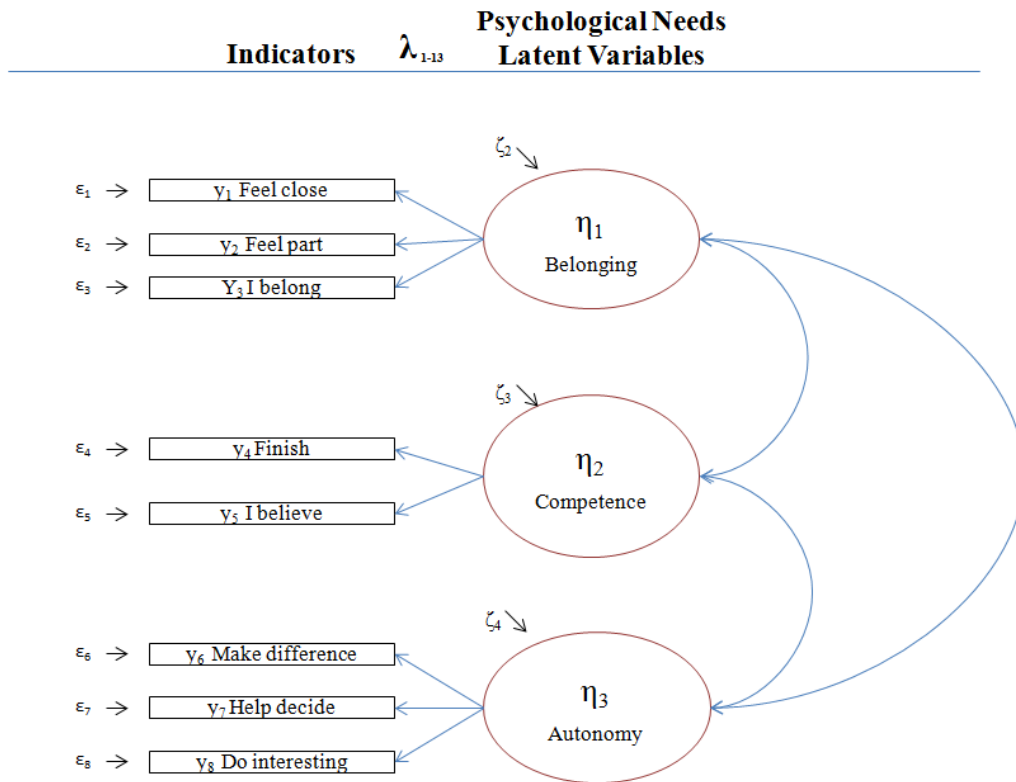 Psychological Needs
Indicators λ₁₋₁₃ Latent Variables
ζ₂
ε₁ → y₁ Feel close
η₁
ε₂ → y₂ Feel part
Belonging
ε₃ → Y₃ I belong
ζ₃
ε₄ → y₄ Finish
η₂
Competence
ε₅ → y₅ I believe
ζ₄
ε₆ → y₆ Make difference
η₃
ε₇ → y₇ Help decide
Autonomy
ε₈ → y₈ Do interesting